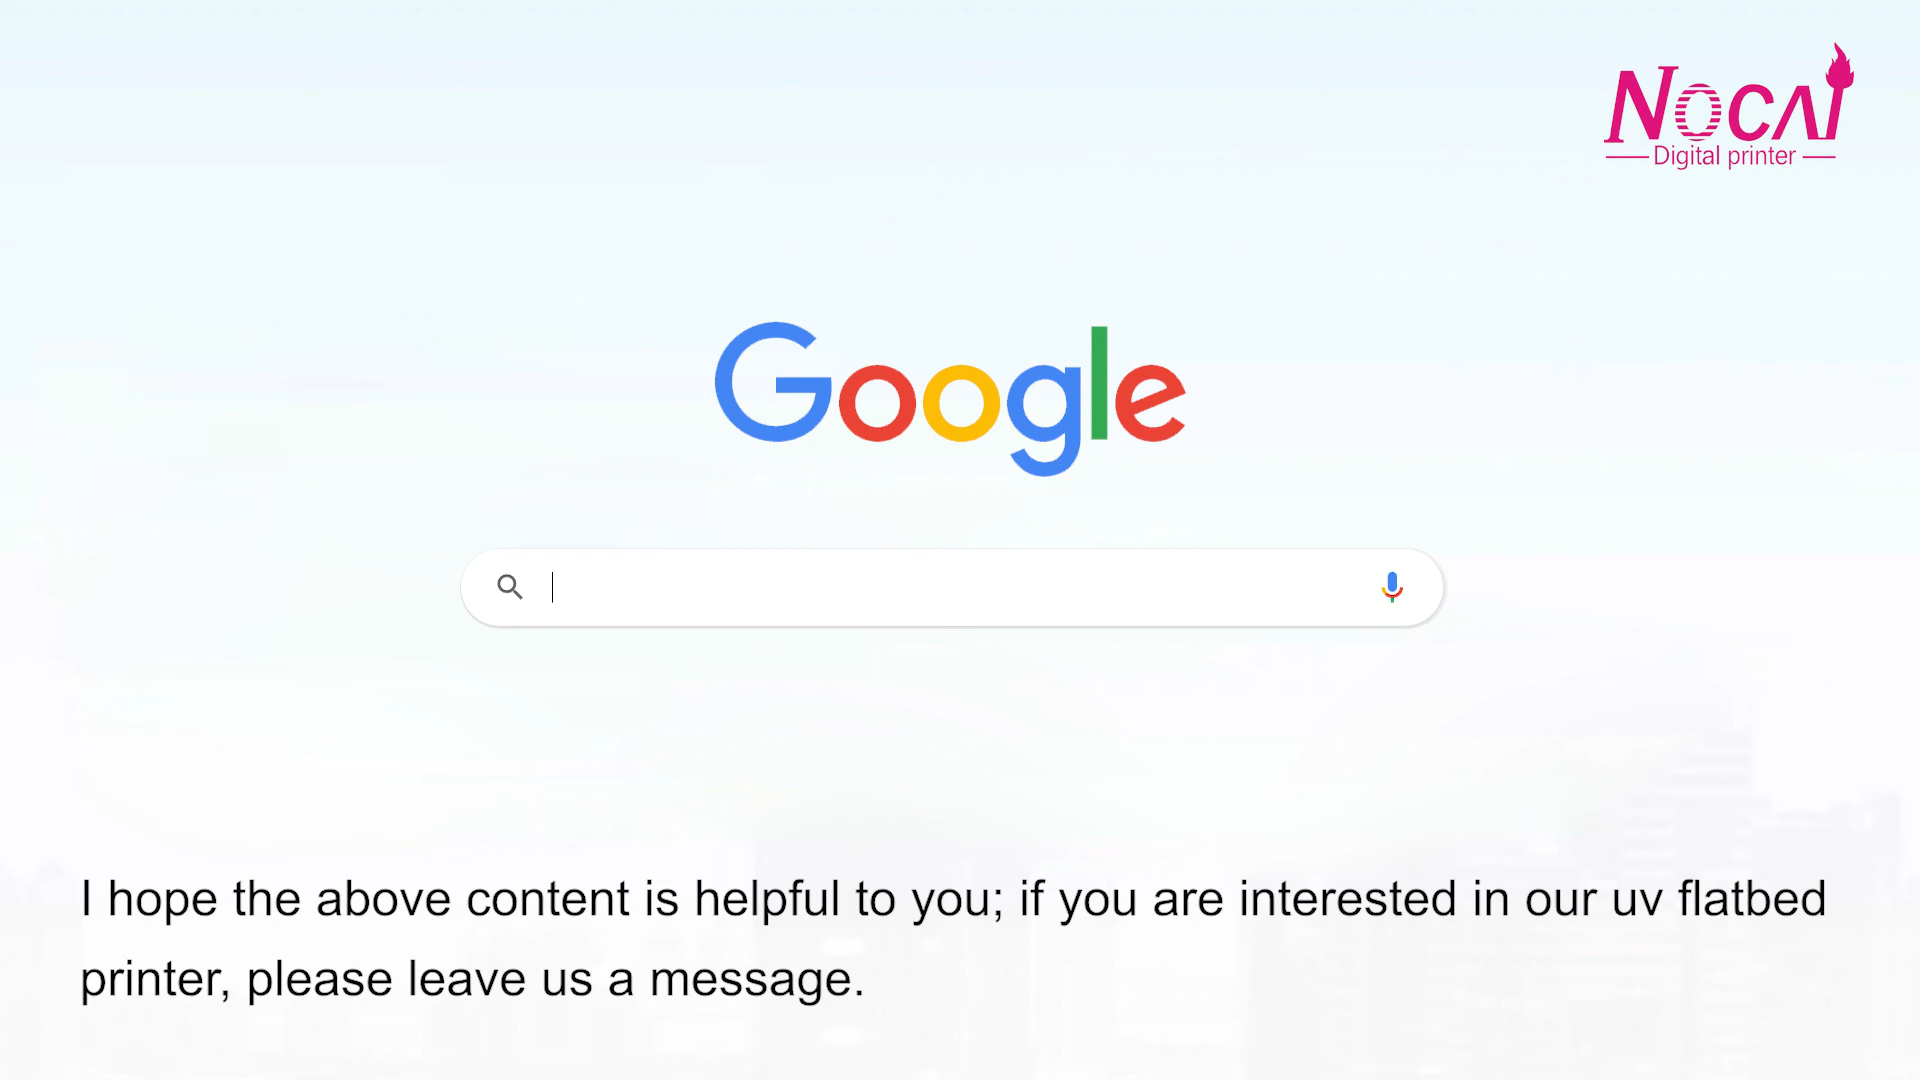 NOCAI
Digital printer
Google
I hope the above content is helpful to you; if you are interested in our uv flatbed
printer, please leave us a message.